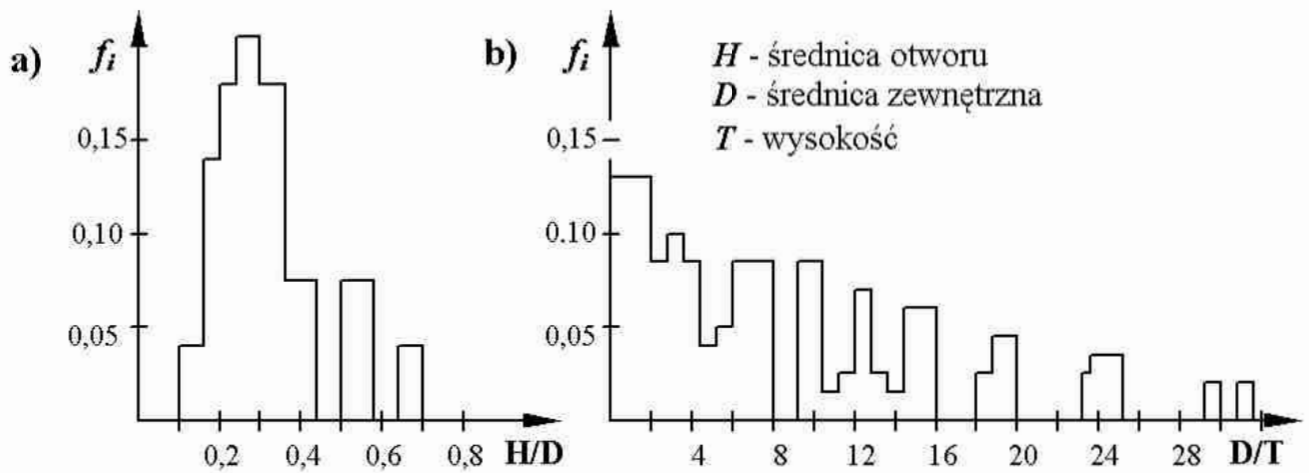 a) fi
0,15
0,10
0,05
0,2 0,4 0,6 0,8 H/D
b) fi
H - średnica otworu
D - średnica zewnętrzna
T - wysokość
0,15
0.10
0,05
4 8 12 16 20 24 28 D/T